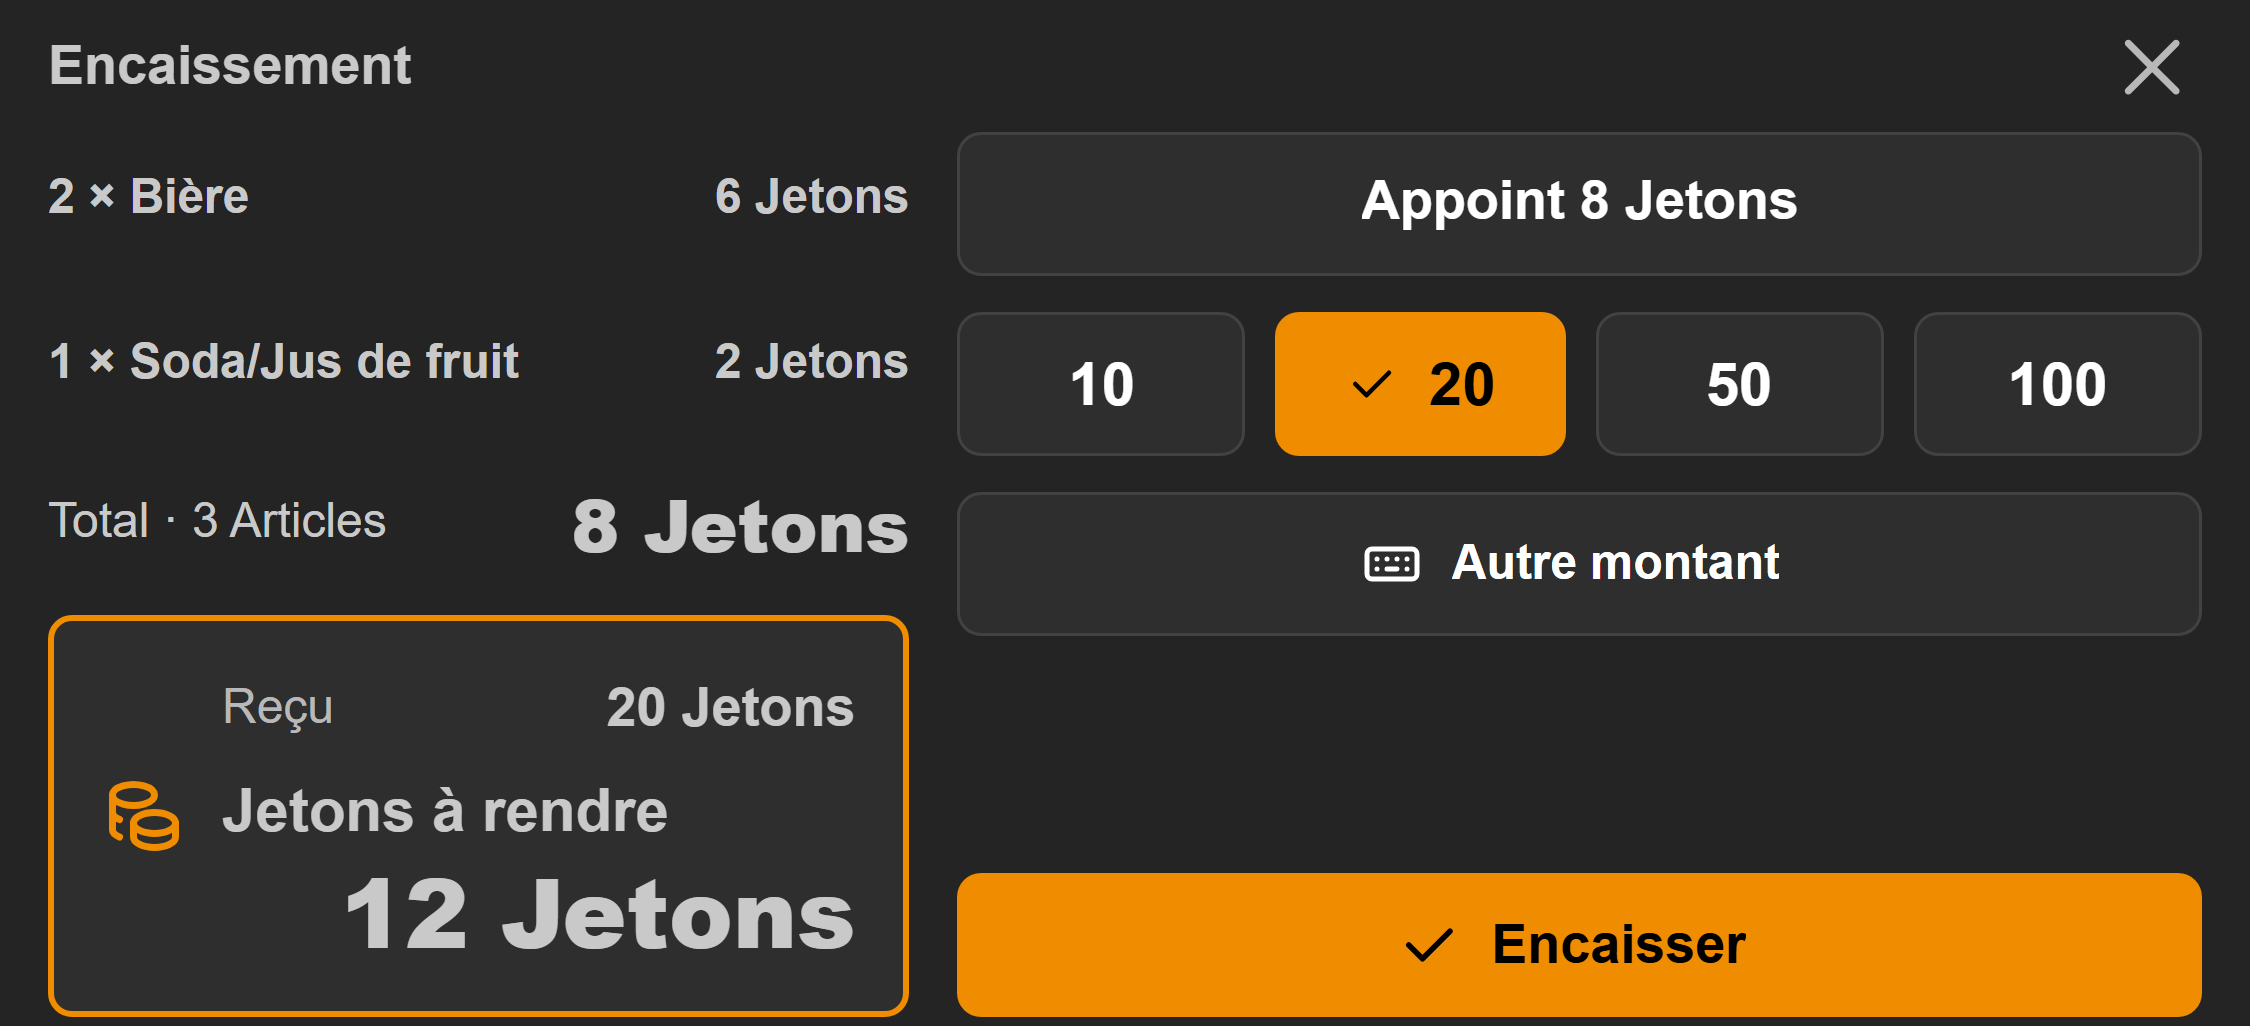 Encaissement
2 × Bière 6 Jetons
1 × Soda/Jus de fruit 2 Jetons
Total · 3 Articles 8 Jetons
Reçu 20 Jetons
Jetons à rendre
12 Jetons
Appoint 8 Jetons
10 20 50 100
Autre montant
Encaisser